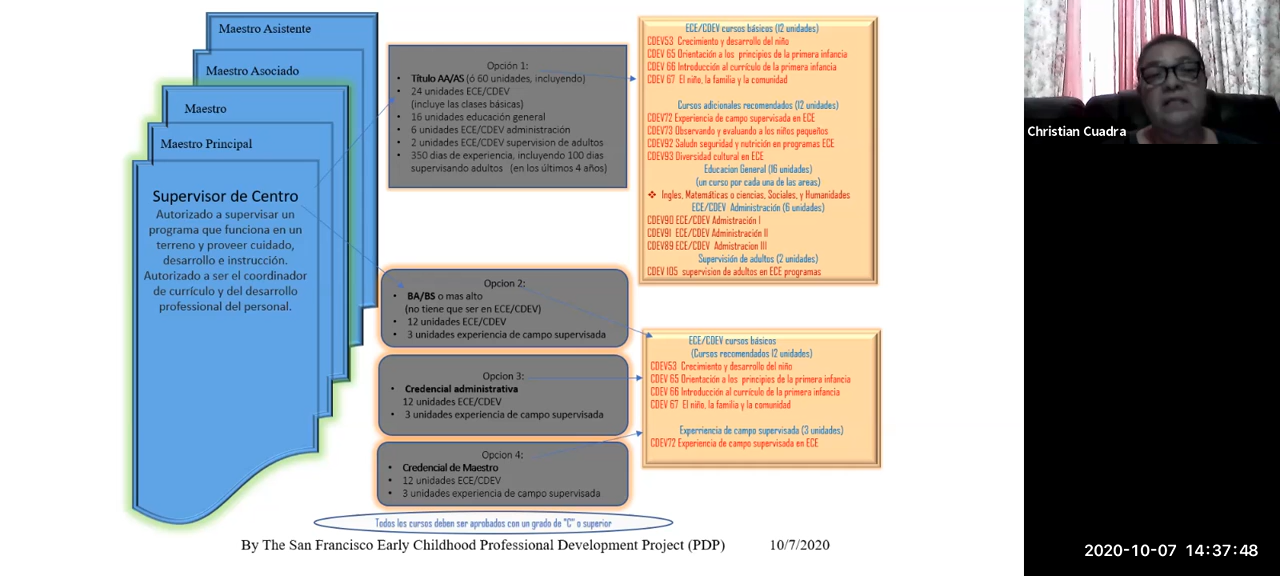 Maestro Asistente
Maestro Asociado
Maestro
Maestro Principal
Supervisor de Centro
Autorizado a supervisar un
programa que funciona en un
terreno y proveer cuidado,
desarrollo e instrucción.
Autorizado a ser el coordinador
de currículo y del desarrollo
professional del personal.
Opción 1:
• Título AA/AS (ó 60 unidades, incluyendo)
• 24 unidades ECE/CDEV
(incluye las clases básicas)
• 16 unidades educación general
• 6 unidades ECE/CDEV administración
• 2 unidades ECE/CDEV supervision de adultos
• 350 dias de experiencia, incluyendo 100 dias
supervisando adultos (en los últimos 4 años)
Opcion 2:
• BA/BS o mas alto
(no tiene que ser en ECE/CDEV)
• 12 unidades ECE/CDEV
• 3 unidades experiencia de campo supervisada
Opcion 3:
• Credencial administrativa
12 unidades ECE/CDEV
• 3 unidades experiencia de campo supervisada
Opcion 4:
• Credencial de Maestro
• 12 unidades ECE/CDEV
• 3 unidades experiencia de campo supervisada
ECE/CDEV cursos básicos (12 unidades)
CDEV53 Crecimiento y desarrollo del niño
CDEV 65 Orientación a los principios de la primera infancia
CDEV 66 Introducción al currículo de la primera infancia
CDEV 67 El niño, la familia y la comunidad
Cursos adicionales recomendados (12 unidades)
CDEV72 Experiencia de campo supervisada en ECE
CDEV73 Observando y evaluando a los niños pequeños
CDEV92 Saludn seguridad y nutrición en programas ECE
CDEV93 Diversidad cultural en ECE
Educacion General (16 unidades)
(un curso por cada una de las areas)
❖ Ingles, Matemáticas o ciencias, Sociales, y Humanidades
ECE/CDEV Administración (6 unidades)
CDEV90 ECE/CDEV Admistración I
CDEV91 ECE/CDEV Administración II
CDEV89 ECE/CDEV Admistracion III
Supervisión de adultos (2 unidades)
CDEV 105 supervision de adultos en ECE programas
ECE/CDEV cursos básicos
(Cursos recomendados 12 unidades)
CDEV53 Crecimiento y desarrollo del niño
CDEV 65 Orientación a los principios de la primera infancia
CDEV 66 Introducción al currículo de la primera infancia
CDEV 67 El niño, la familia y la comunidad
Experriencia de campo supervisada (3 unidades)
CDEV72 Experiencia de campo supervisada en ECE
Todos los cursos deben ser aprobados con un grado de "C" o superior
By The San Francisco Early Childhood Professional Development Project (PDP) 10/7/2020
Christian Cuadra
2020-10-07 14:37:48